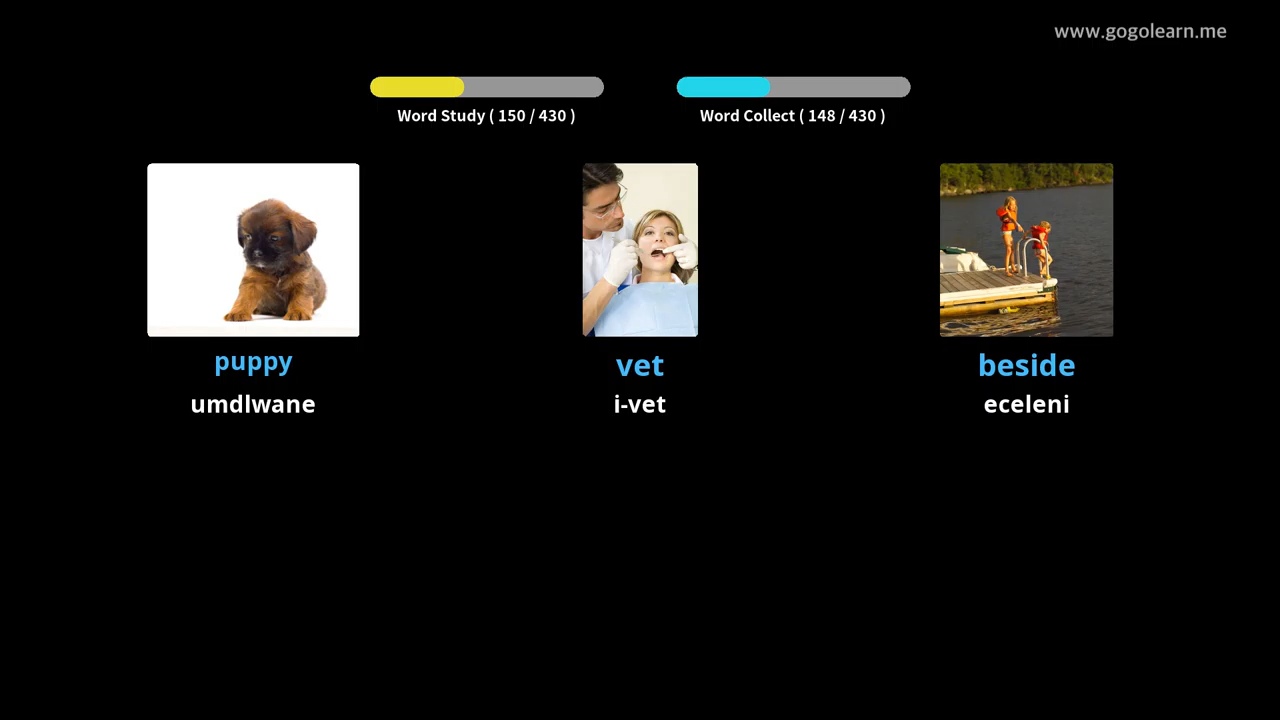 www.gogolearn.me
Word Study ( 150 / 430 )
Word Collect ( 148 / 430 )
puppy
umdlwane
vet
i-vet
beside
eceleni